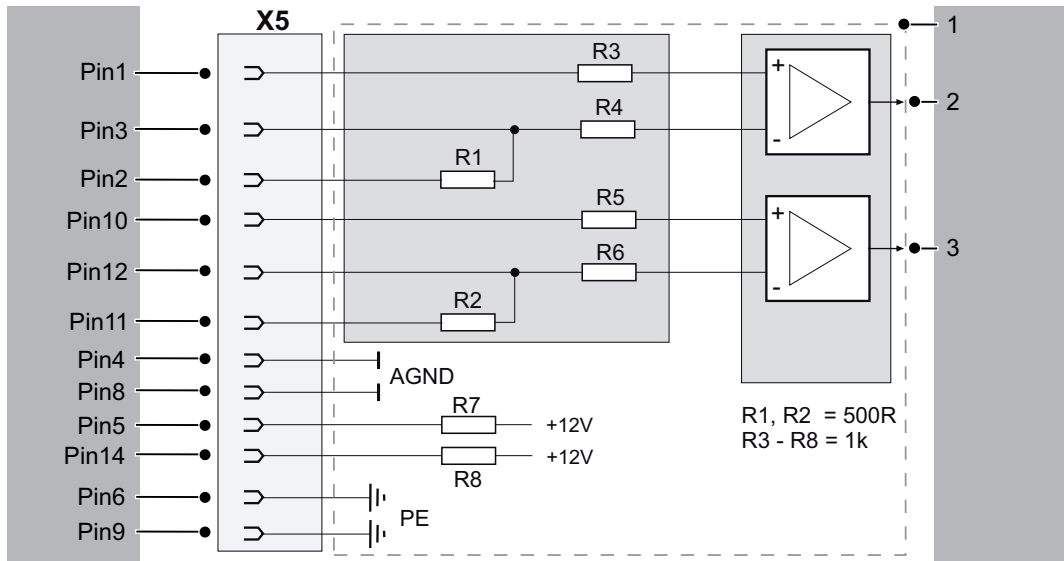 X5
1
Pin1
R3
+
2
Pin3
R4
-
Pin2
R1
Pin10
R5
+
3
Pin12
R6
-
Pin11
R2
Pin4
AGND
Pin8
Pin5
R7
+12V
R1, R2 = 500R
R3 - R8 = 1k
Pin14
R8
+12V
Pin6
PE
Pin9